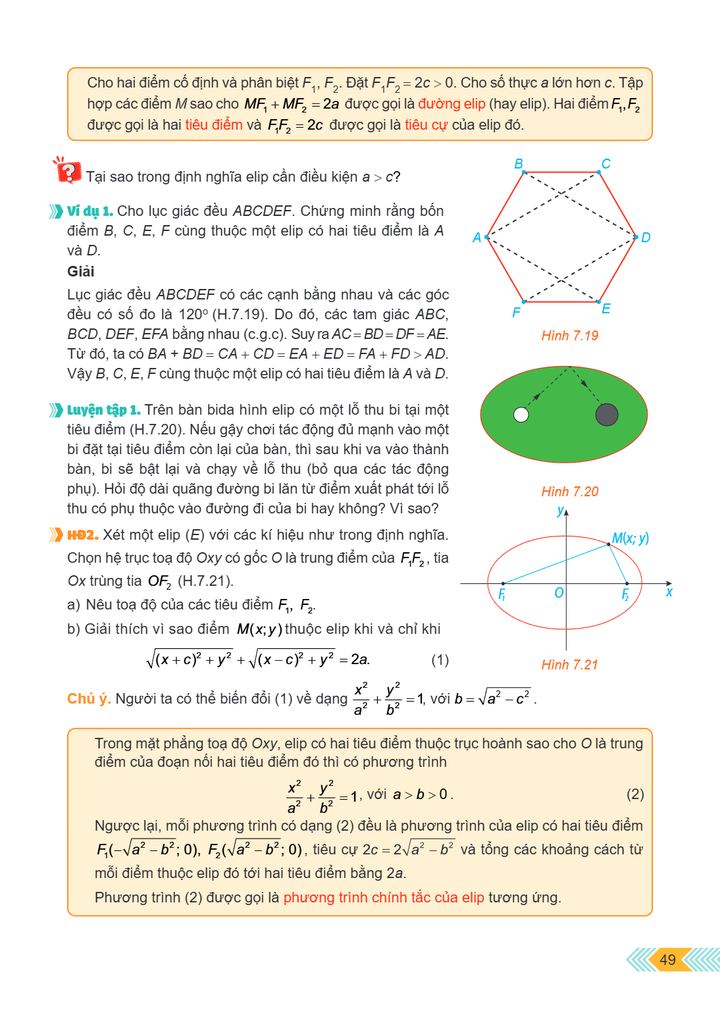 Cho hai điểm cố định và phân biệt F₁, F₂. Đặt F₁F₂ = 2c > 0. Cho số thực a lớn hơn c. Tập
hợp các điểm M sao cho MF₁ + MF₂ = 2a được gọi là đường elip (hay elip). Hai điểm F₁, F₂
được gọi là hai tiêu điểm và F₁F₂ = 2c được gọi là tiêu cự của elip đó.
?
Tại sao trong định nghĩa elip cần điều kiện a > c?
Ví dụ 1. Cho lục giác đều ABCDEF. Chứng minh rằng bốn
điểm B, C, E, F cùng thuộc một elip có hai tiêu điểm là A
và D.
Giải
Lục giác đều ABCDEF có các cạnh bằng nhau và các góc
đều có số đo là 120° (H.7.19). Do đó, các tam giác ABC,
BCD, DEF, EFA bằng nhau (c.g.c). Suy ra AC = BD = DF = AE.
Từ đó, ta có BA + BD = CA + CD = EA + ED = FA + FD > AD.
Vậy B, C, E, F cùng thuộc một elip có hai tiêu điểm là A và D.
B C
A D
F E
Hình 7.19
Luyện tập 1. Trên bàn bida hình elip có một lỗ thu bi tại một
tiêu điểm (H.7.20). Nếu gậy chơi tác động đủ mạnh vào một
bi đặt tại tiêu điểm còn lại của bàn, thì sau khi va vào thành
bàn, bi sẽ bật lại và chạy về lỗ thu (bỏ qua các tác động
phụ). Hỏi độ dài quãng đường bi lăn từ điểm xuất phát tới lỗ
thu có phụ thuộc vào đường đi của bi hay không? Vì sao?
Hình 7.20
HĐ2. Xét một elip (E) với các kí hiệu như trong định nghĩa.
Chọn hệ trục toạ độ Oxy có gốc O là trung điểm của F₁F₂, tia
Ox trùng tia OF₂ (H.7.21).
a) Nêu toạ độ của các tiêu điểm F₁, F₂.
b) Giải thích vì sao điểm M(x; y) thuộc elip khi và chỉ khi
√((x + c)² + y²) + √((x − c)² + y²) = 2a. (1)
y
M(x; y)
F₁ O F₂ x
Hình 7.21
Chú ý. Người ta có thể biến đổi (1) về dạng x²/a² + y²/b² = 1, với b = √(a² − c²).
Trong mặt phẳng toạ độ Oxy, elip có hai tiêu điểm thuộc trục hoành sao cho O là trung
điểm của đoạn nối hai tiêu điểm đó thì có phương trình
x²/a² + y²/b² = 1, với a > b > 0. (2)
Ngược lại, mỗi phương trình có dạng (2) đều là phương trình của elip có hai tiêu điểm
F₁(−√(a² − b²); 0), F₂(√(a² − b²); 0), tiêu cự 2c = 2√(a² − b²) và tổng các khoảng cách từ
mỗi điểm thuộc elip đó tới hai tiêu điểm bằng 2a.
Phương trình (2) được gọi là phương trình chính tắc của elip tương ứng.
49